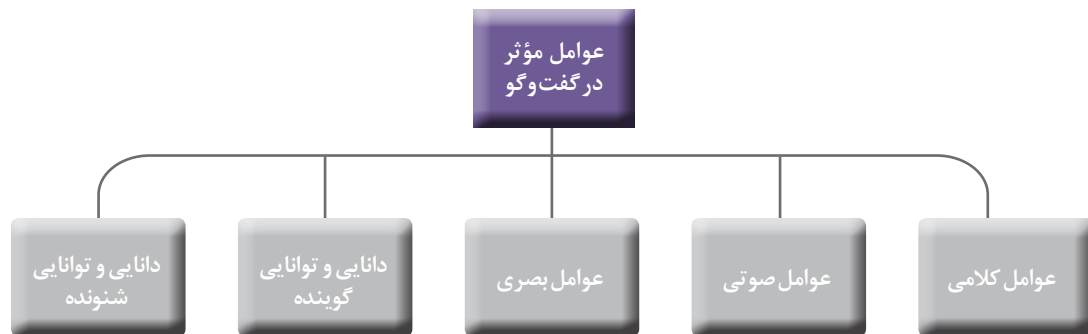 عوامل مؤثر
در گفت‌وگو
عوامل کلامی
عوامل صوتی
عوامل بصری
دانایی و توانایی
گوینده
دانایی و توانایی
شنونده